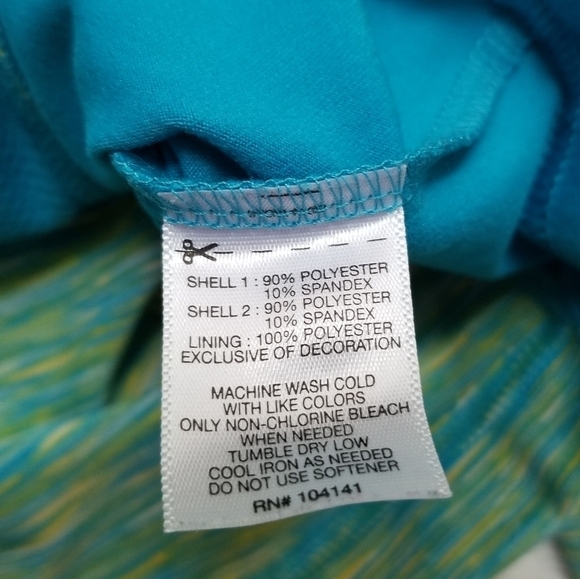 SHELL 1 : 90% POLYESTER
10% SPANDEX
SHELL 2 : 90% POLYESTER
10% SPANDEX
LINING : 100% POLYESTER
EXCLUSIVE OF DECORATION
MACHINE WASH COLD
WITH LIKE COLORS
ONLY NON-CHLORINE BLEACH
WHEN NEEDED
TUMBLE DRY LOW
COOL IRON AS NEEDED
DO NOT USE SOFTENER
RN# 104141